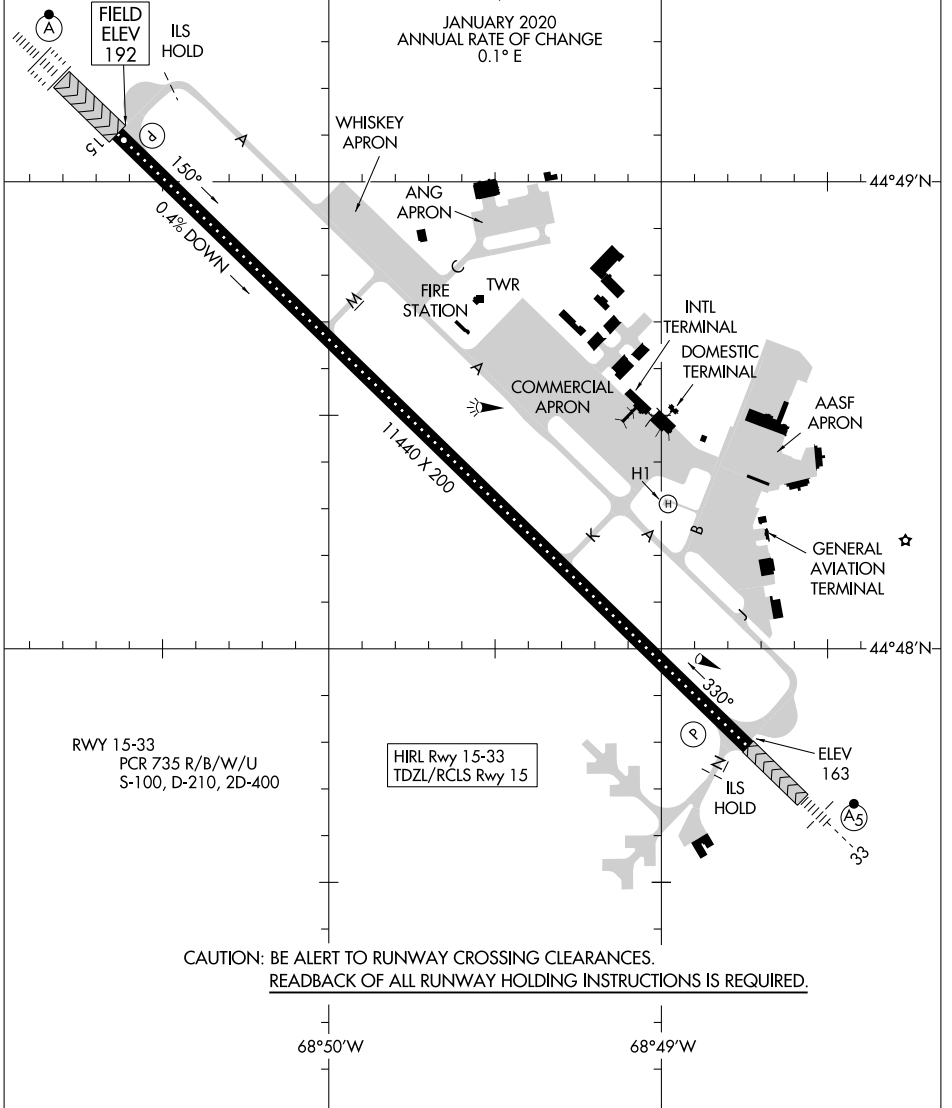 JANUARY 2020
ANNUAL RATE OF CHANGE
0.1° E
A
FIELD
ELEV
192
ILS
HOLD
15
P
A
150°
0.4% DOWN
WHISKEY
APRON
ANG
APRON
44°49'N
C
M
FIRE
STATION
TWR
INTL
TERMINAL
DOMESTIC
TERMINAL
A
COMMERCIAL
APRON
AASF
APRON
11440 X 200
H1
H
K
A
B
GENERAL
AVIATION
TERMINAL
J
44°48'N
330°
P
RWY 15-33
PCR 735 R/B/W/U
S-100, D-210, 2D-400
HIRL Rwy 15-33
TDZL/RCLS Rwy 15
N
ILS
HOLD
ELEV
163
A5
33
CAUTION: BE ALERT TO RUNWAY CROSSING CLEARANCES.
READBACK OF ALL RUNWAY HOLDING INSTRUCTIONS IS REQUIRED.
68°50'W
68°49'W